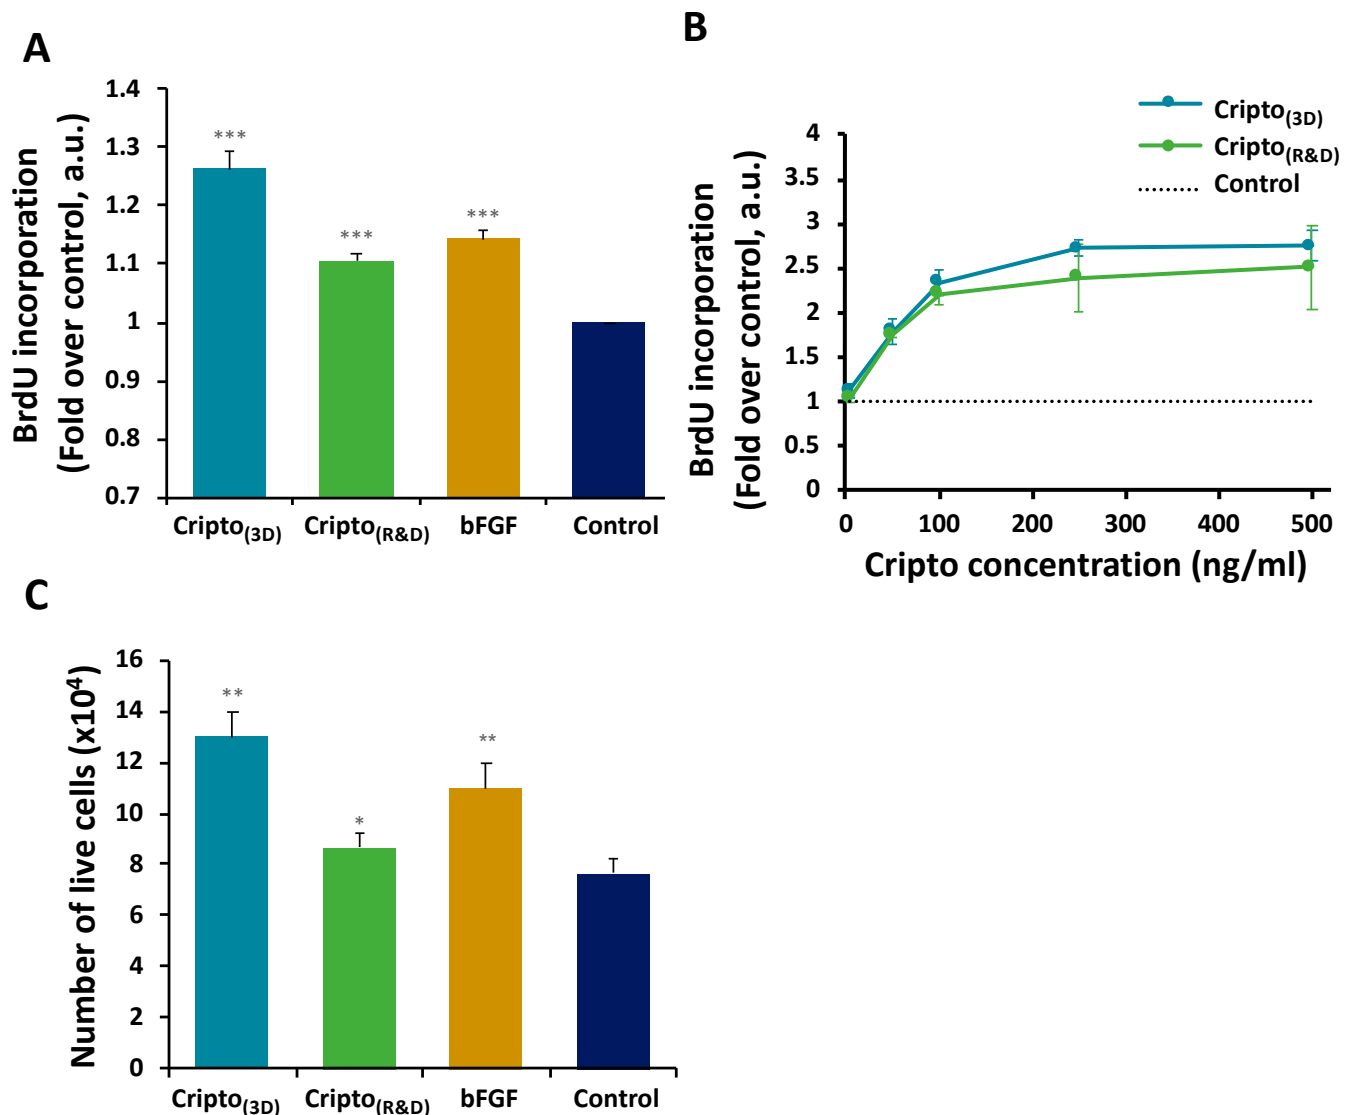 A
BrdU incorporation
(Fold over control, a.u.)
1.4
1.3
1.2
1.1
1
0.9
0.8
0.7
***
***
***
Cripto(3D)
Cripto(R&D)
bFGF
Control
B
BrdU incorporation
(Fold over control, a.u.)
Cripto(3D)
Cripto(R&D)
Control
4
3.5
3
2.5
2
1.5
1
0.5
0
0 100 200 300 400 500
Cripto concentration (ng/ml)
C
Number of live cells (x10⁴)
16
14
12
10
8
6
4
2
0
**
*
**
Cripto(3D)
Cripto(R&D)
bFGF
Control